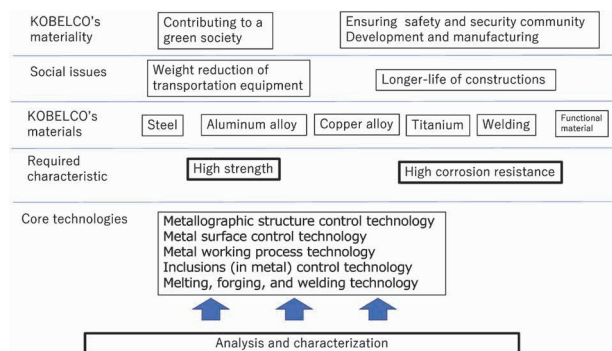 KOBELCO's
materiality
Contributing to a
green society
Ensuring safety and security community
Development and manufacturing
Social issues
Weight reduction of
transportation equipment
Longer-life of constructions
KOBELCO's
materials
Steel
Aluminum alloy
Copper alloy
Titanium
Welding
Functional
material
Required
characteristic
High strength
High corrosion resistance
Core technologies
Metallographic structure control technology
Metal surface control technology
Metal working process technology
Inclusions (in metal) control technology
Melting, forging, and welding technology
Analysis and characterization